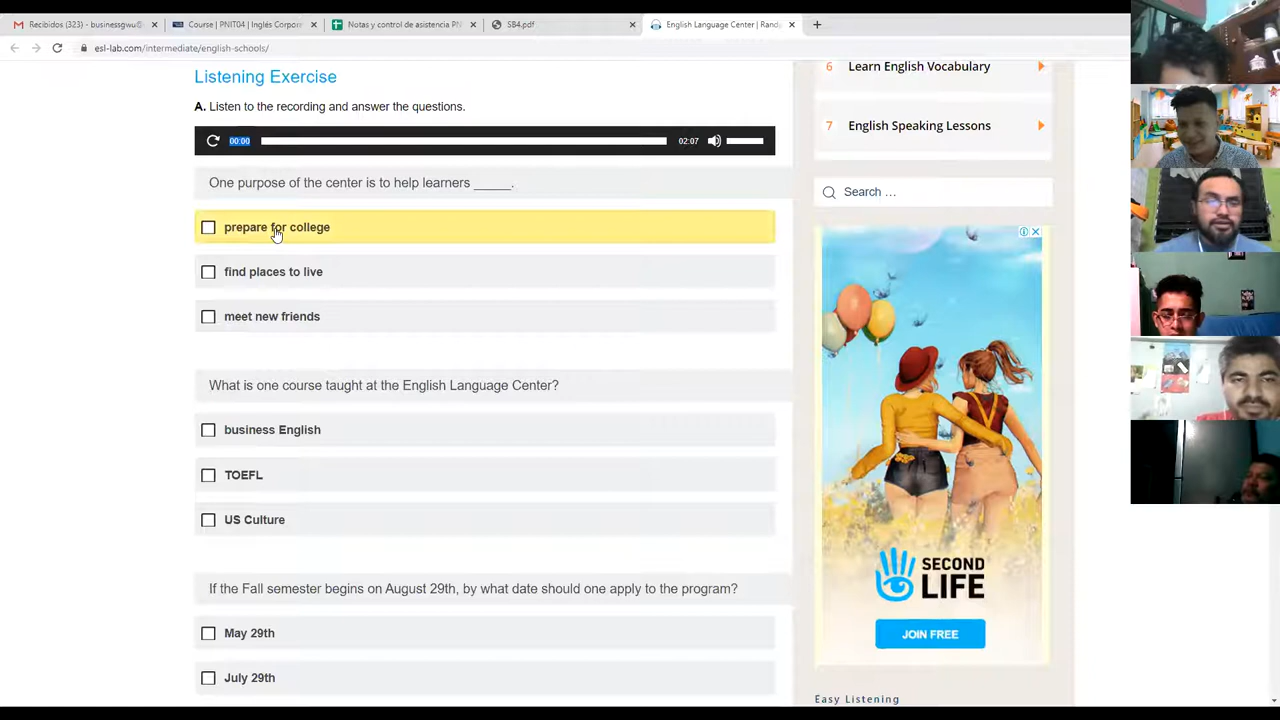 Recibidos (323) - businessgwu@
Course | PNIT04 | Inglés Corpor
Notas y control de asistencia PN
SB4.pdf
English Language Center | Rand
esl-lab.com/intermediate/english-schools/
Listening Exercise
A. Listen to the recording and answer the questions.
00:00
02:07
One purpose of the center is to help learners _____.
prepare for college
find places to live
meet new friends
What is one course taught at the English Language Center?
business English
TOEFL
US Culture
If the Fall semester begins on August 29th, by what date should one apply to the program?
May 29th
July 29th
6 Learn English Vocabulary
7 English Speaking Lessons
Search …
SECOND
LIFE
JOIN FREE
Easy Listening